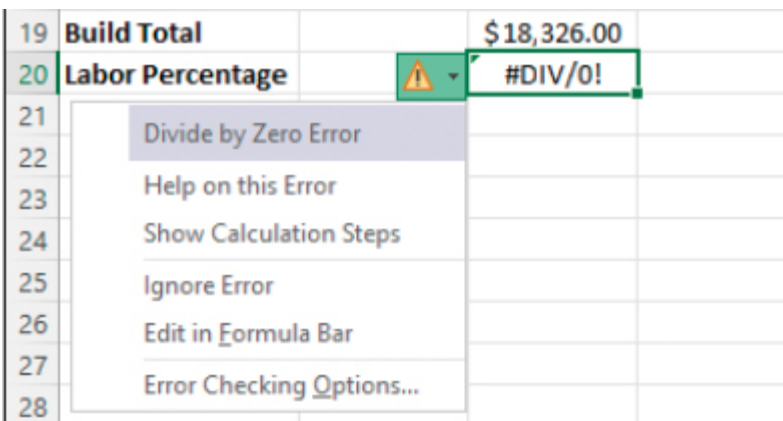 19 Build Total $18,326.00
20 Labor Percentage #DIV/0!
21
Divide by Zero Error
22
23 Help on this Error
24 Show Calculation Steps
25 Ignore Error
26 Edit in Formula Bar
27
Error Checking Options...
28